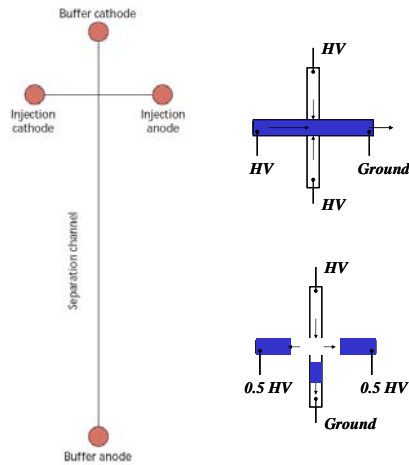 Buffer cathode
Injection
cathode
Injection
anode
Separation channel
Buffer anode
HV
HV
Ground
HV
HV
0.5 HV
0.5 HV
Ground